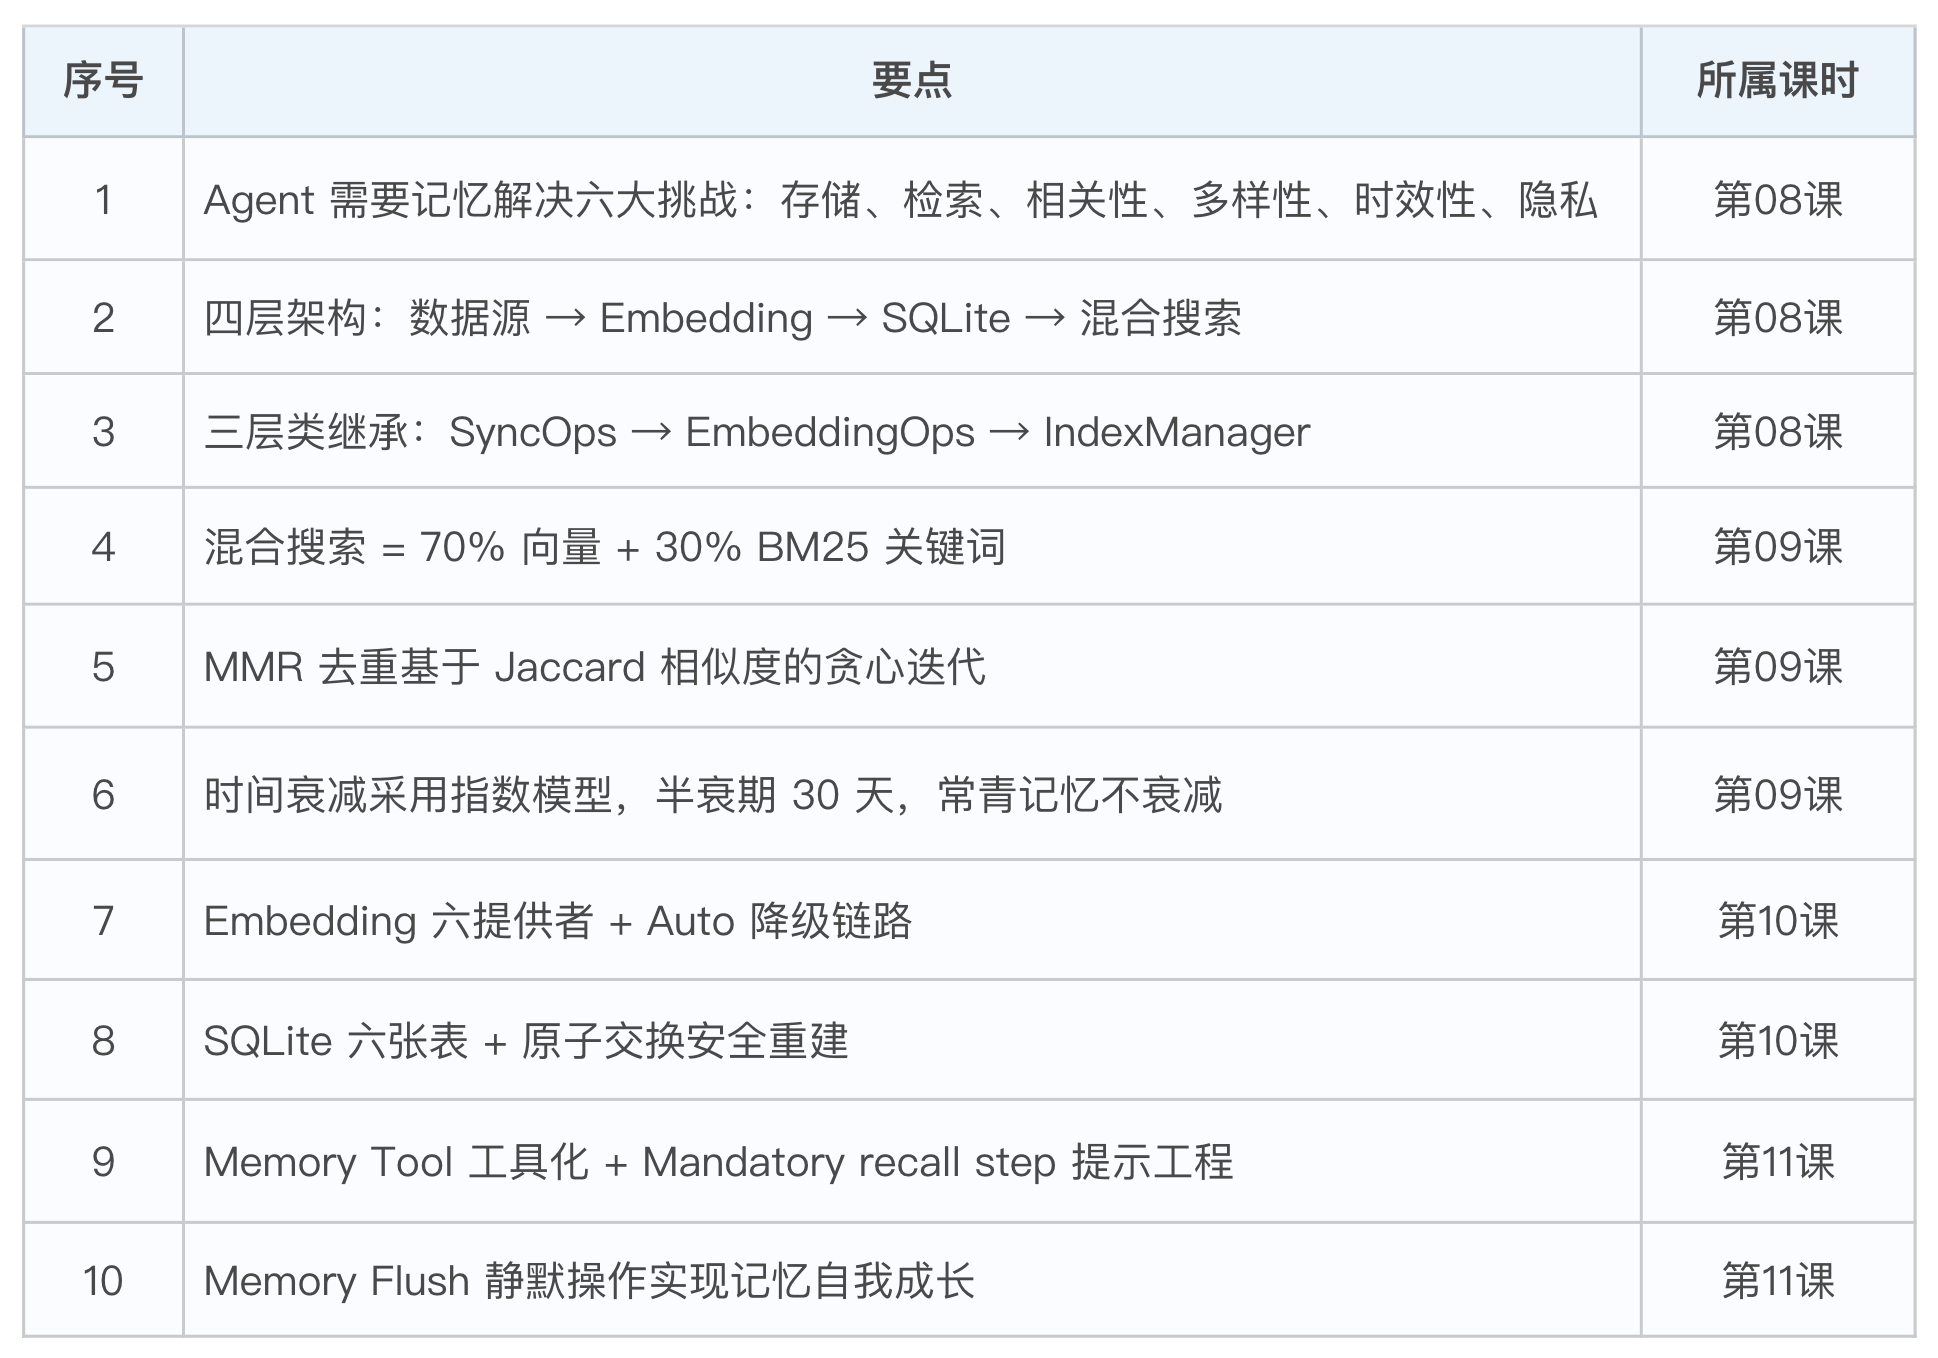 序号 要点 所属课时
1 Agent 需要记忆解决六大挑战：存储、检索、相关性、多样性、时效性、隐私 第08课
2 四层架构：数据源 → Embedding → SQLite → 混合搜索 第08课
3 三层类继承：SyncOps → EmbeddingOps → IndexManager 第08课
4 混合搜索 = 70% 向量 + 30% BM25 关键词 第09课
5 MMR 去重基于 Jaccard 相似度的贪心迭代 第09课
6 时间衰减采用指数模型，半衰期 30 天，常青记忆不衰减 第09课
7 Embedding 六提供者 + Auto 降级链路 第10课
8 SQLite 六张表 + 原子交换安全重建 第10课
9 Memory Tool 工具化 + Mandatory recall step 提示工程 第11课
10 Memory Flush 静默操作实现记忆自我成长 第11课